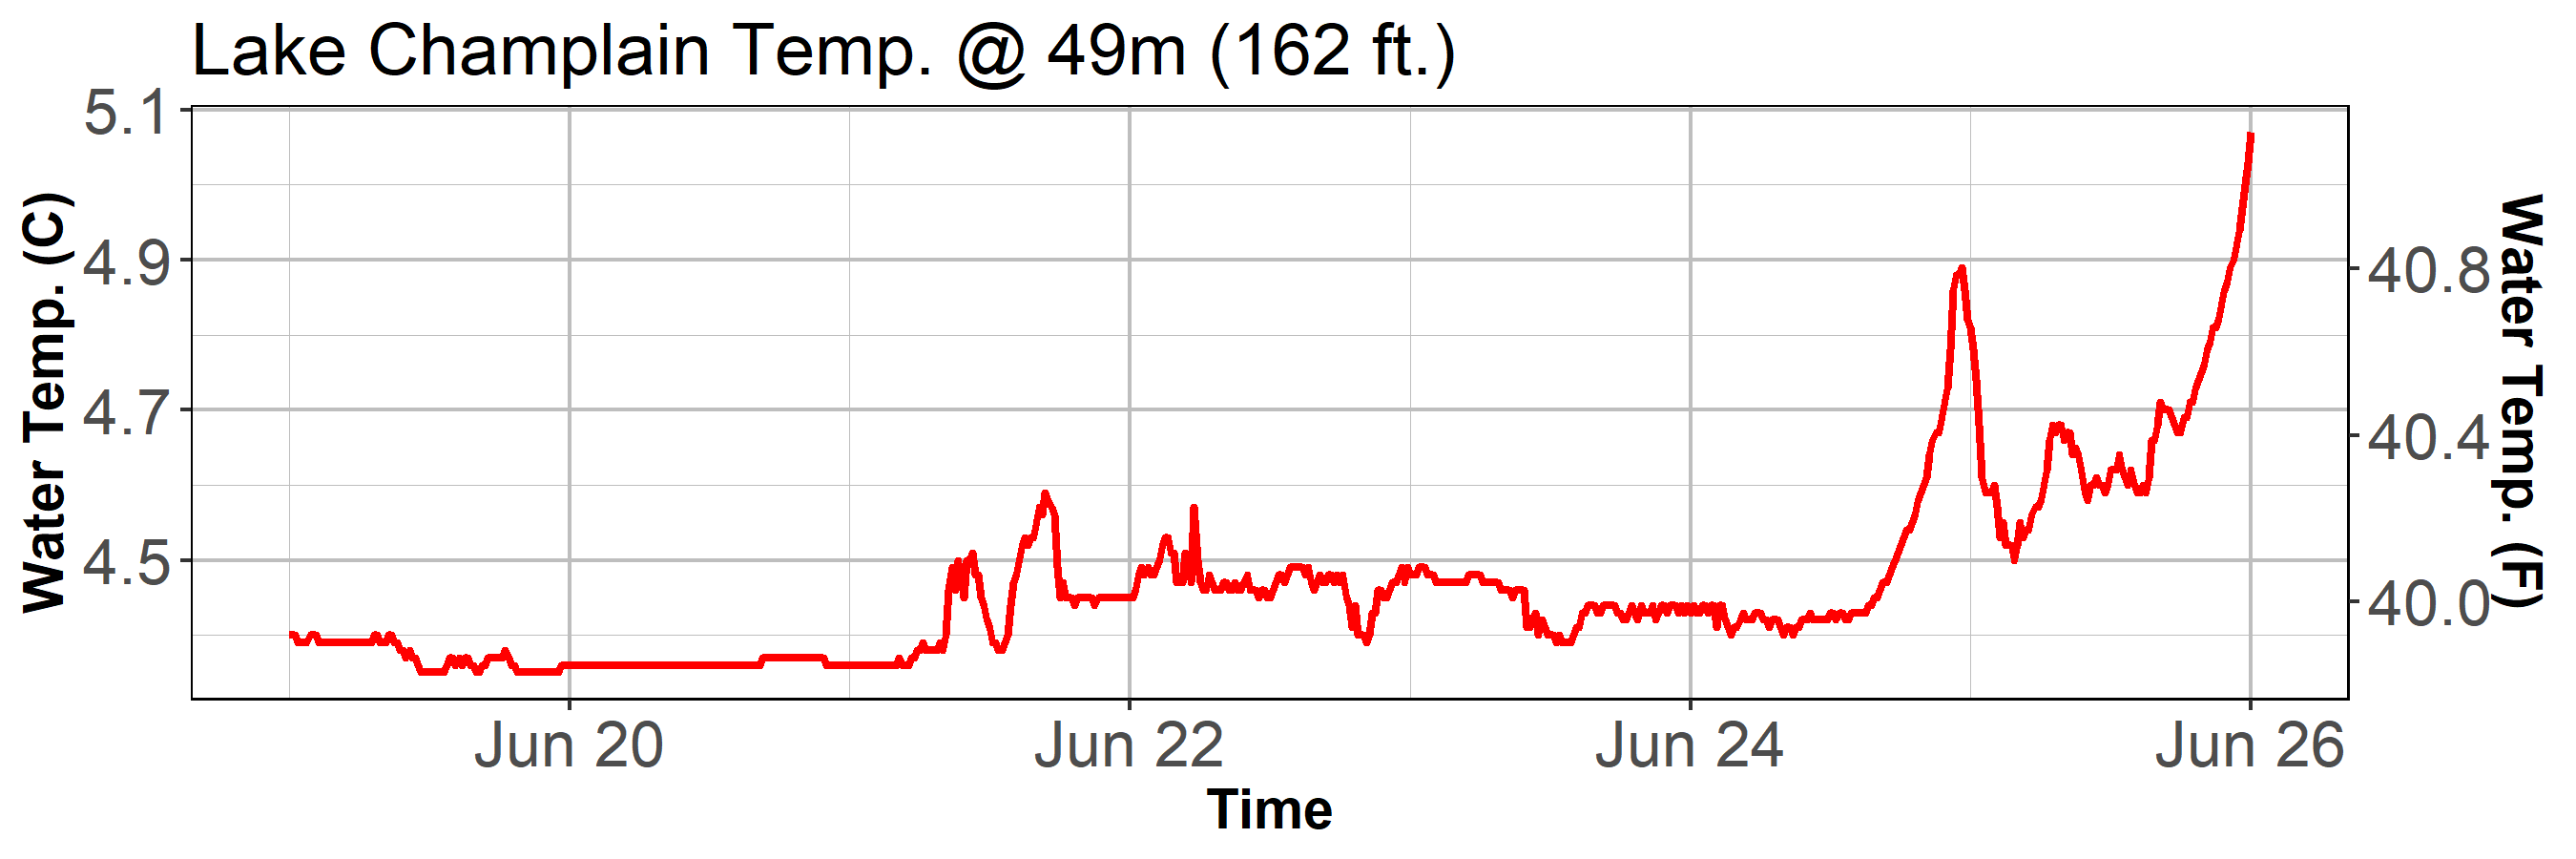 Lake Champlain Temp. @ 49m (162 ft.)
Water Temp. (C)
5.1
4.9
4.7
4.5
40.8
40.4
40.0
Water Temp. (F)
Jun 20 Jun 22 Jun 24 Jun 26
Time